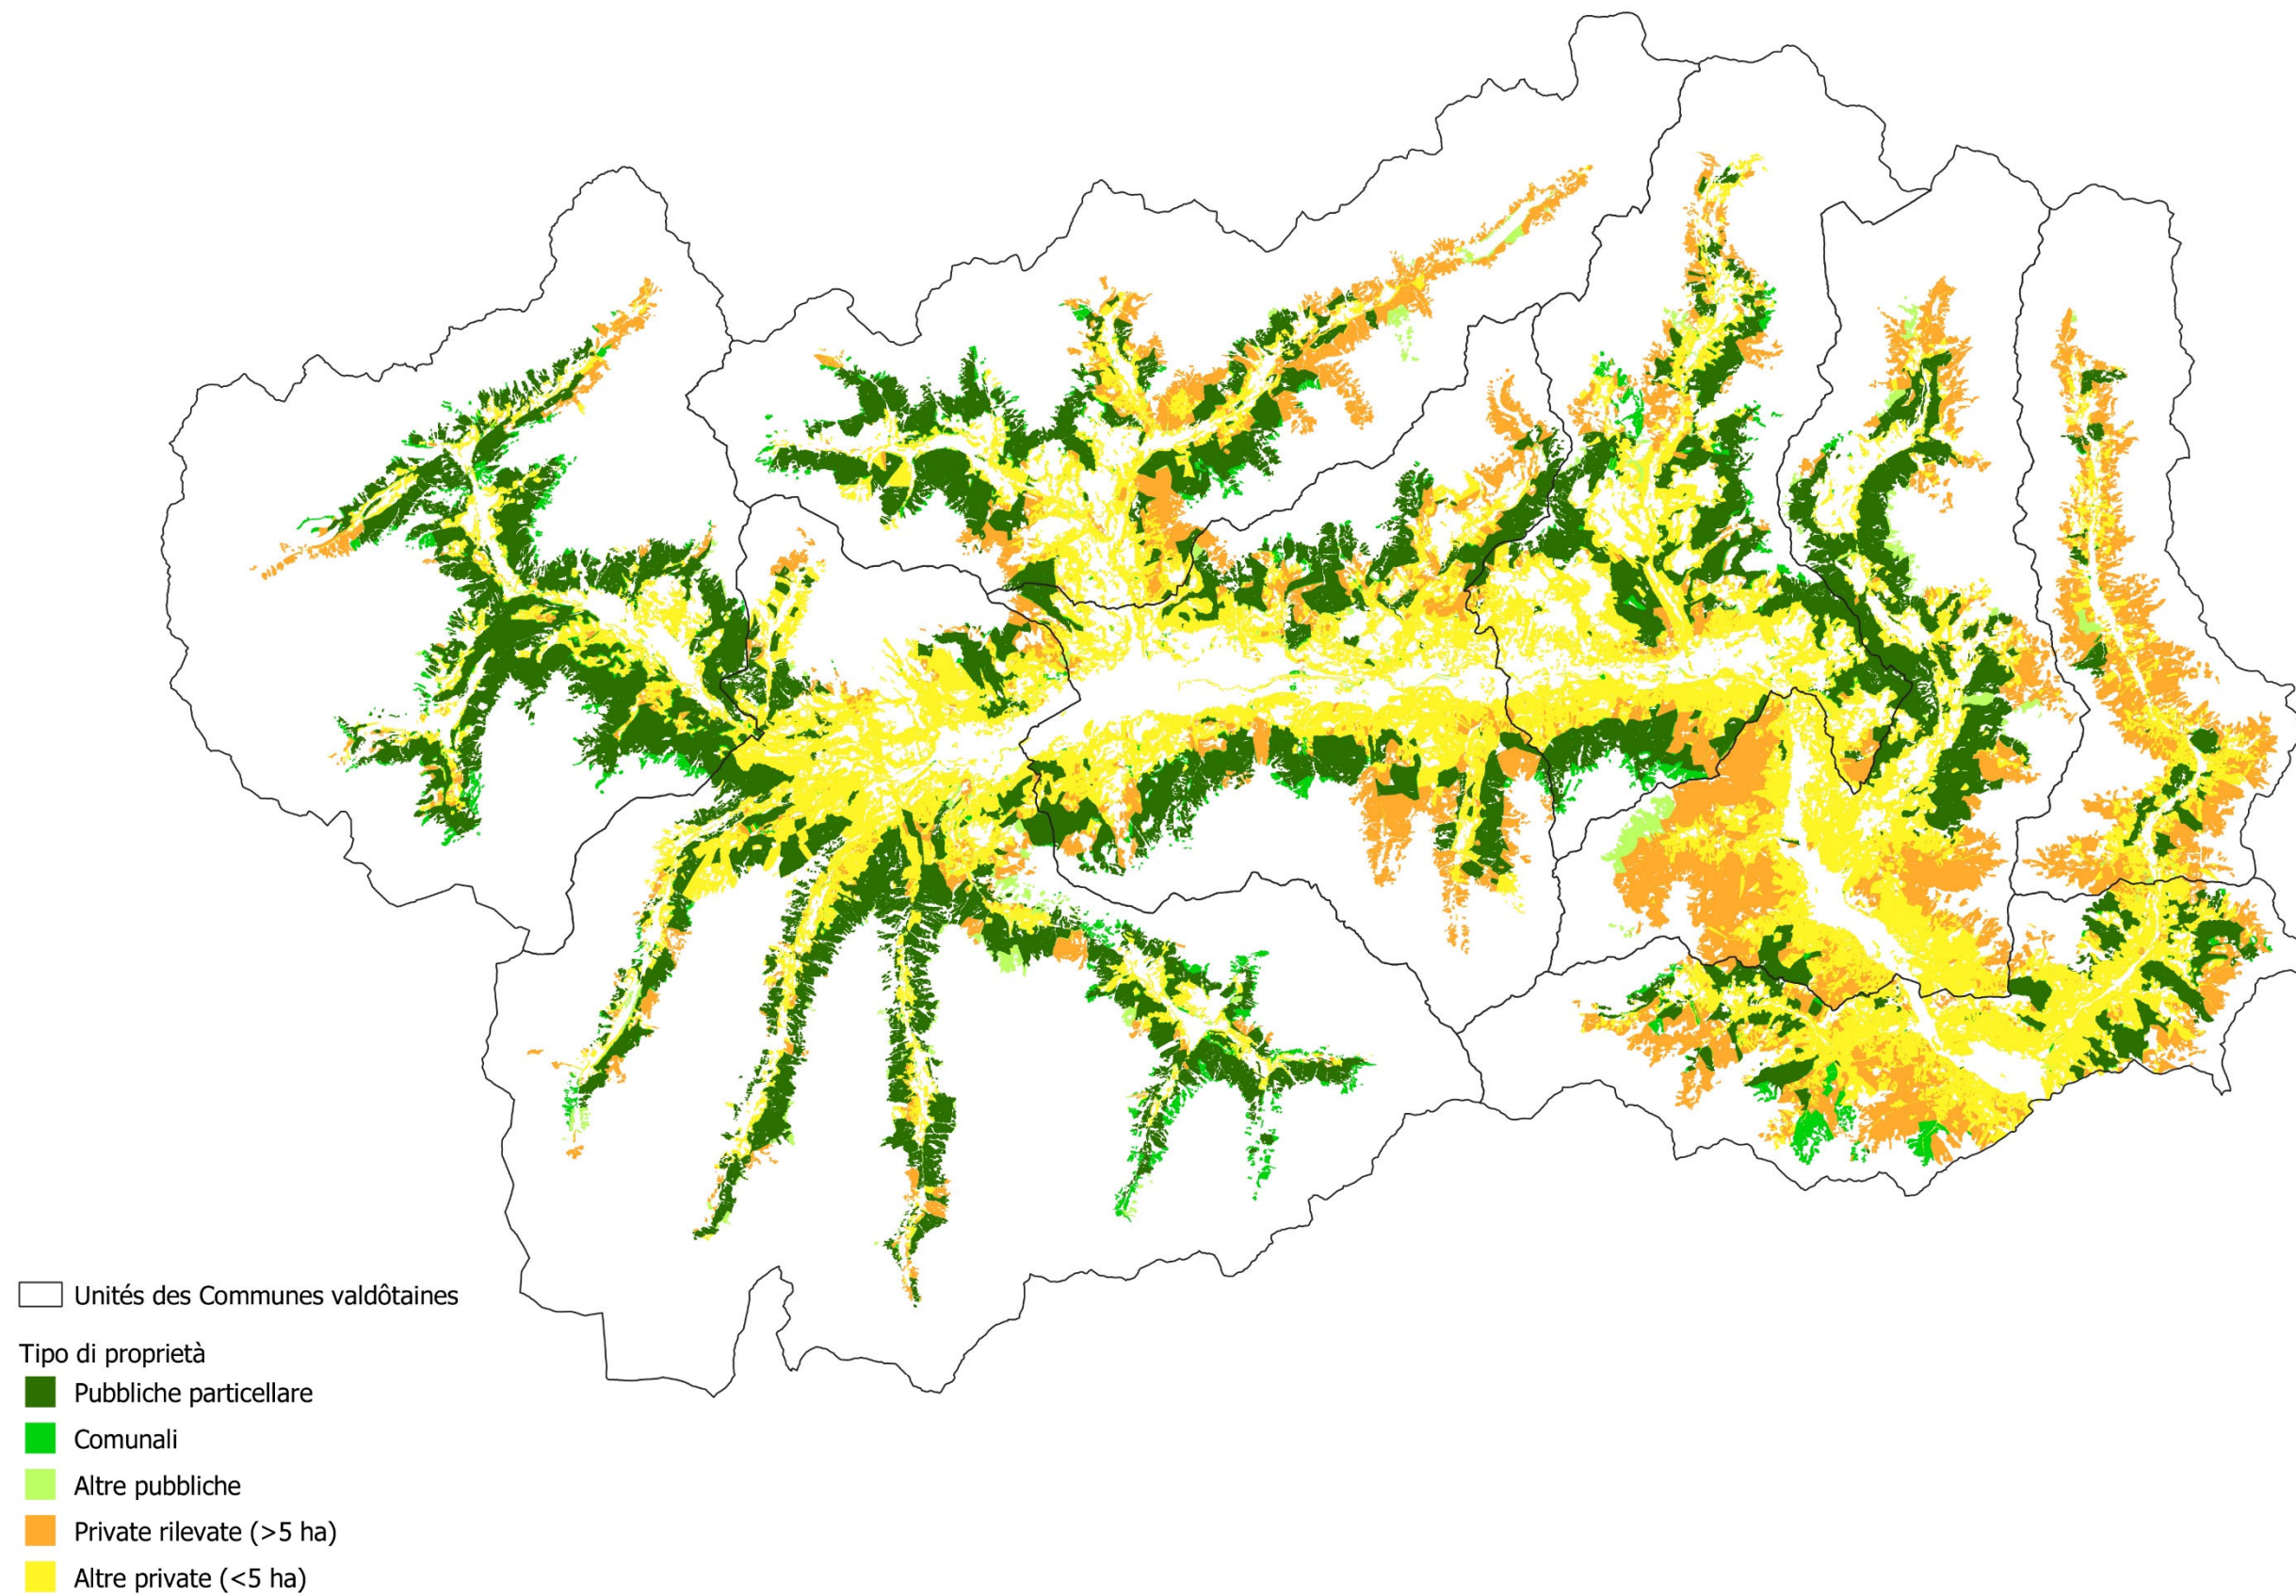 Unités des Communes valdôtaines
Tipo di proprietà
Pubbliche particellare
Comunali
Altre pubbliche
Private rilevate (>5 ha)
Altre private (<5 ha)